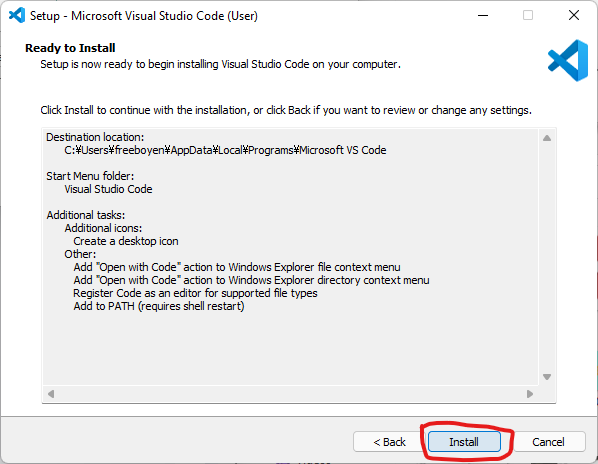 Setup - Microsoft Visual Studio Code (User)
Ready to Install
Setup is now ready to begin installing Visual Studio Code on your computer.
Click Install to continue with the installation, or click Back if you want to review or change any settings.
Destination location:
C:¥Users¥freeboyen¥AppData¥Local¥Programs¥Microsoft VS Code
Start Menu folder:
Visual Studio Code
Additional tasks:
Additional icons:
Create a desktop icon
Other:
Add "Open with Code" action to Windows Explorer file context menu
Add "Open with Code" action to Windows Explorer directory context menu
Register Code as an editor for supported file types
Add to PATH (requires shell restart)
< Back Install Cancel